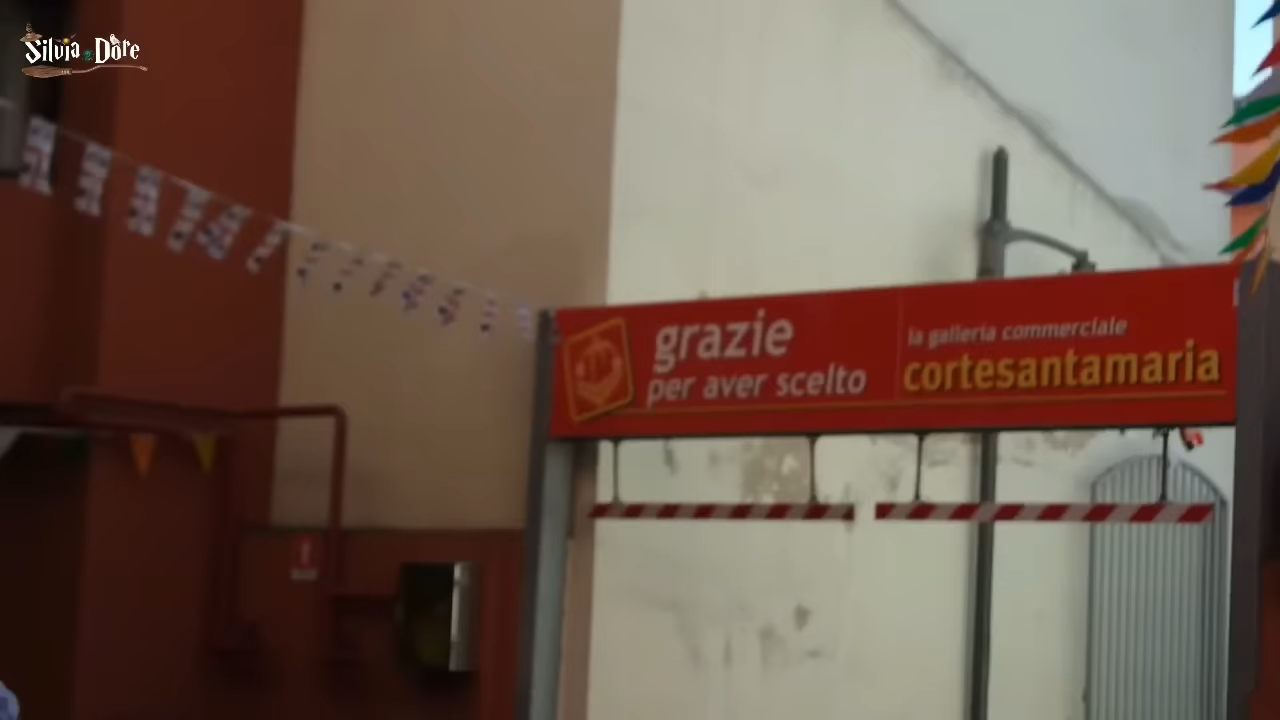 Silvia e Dore
grazie
per aver scelto
la galleria commerciale
cortesantamaria